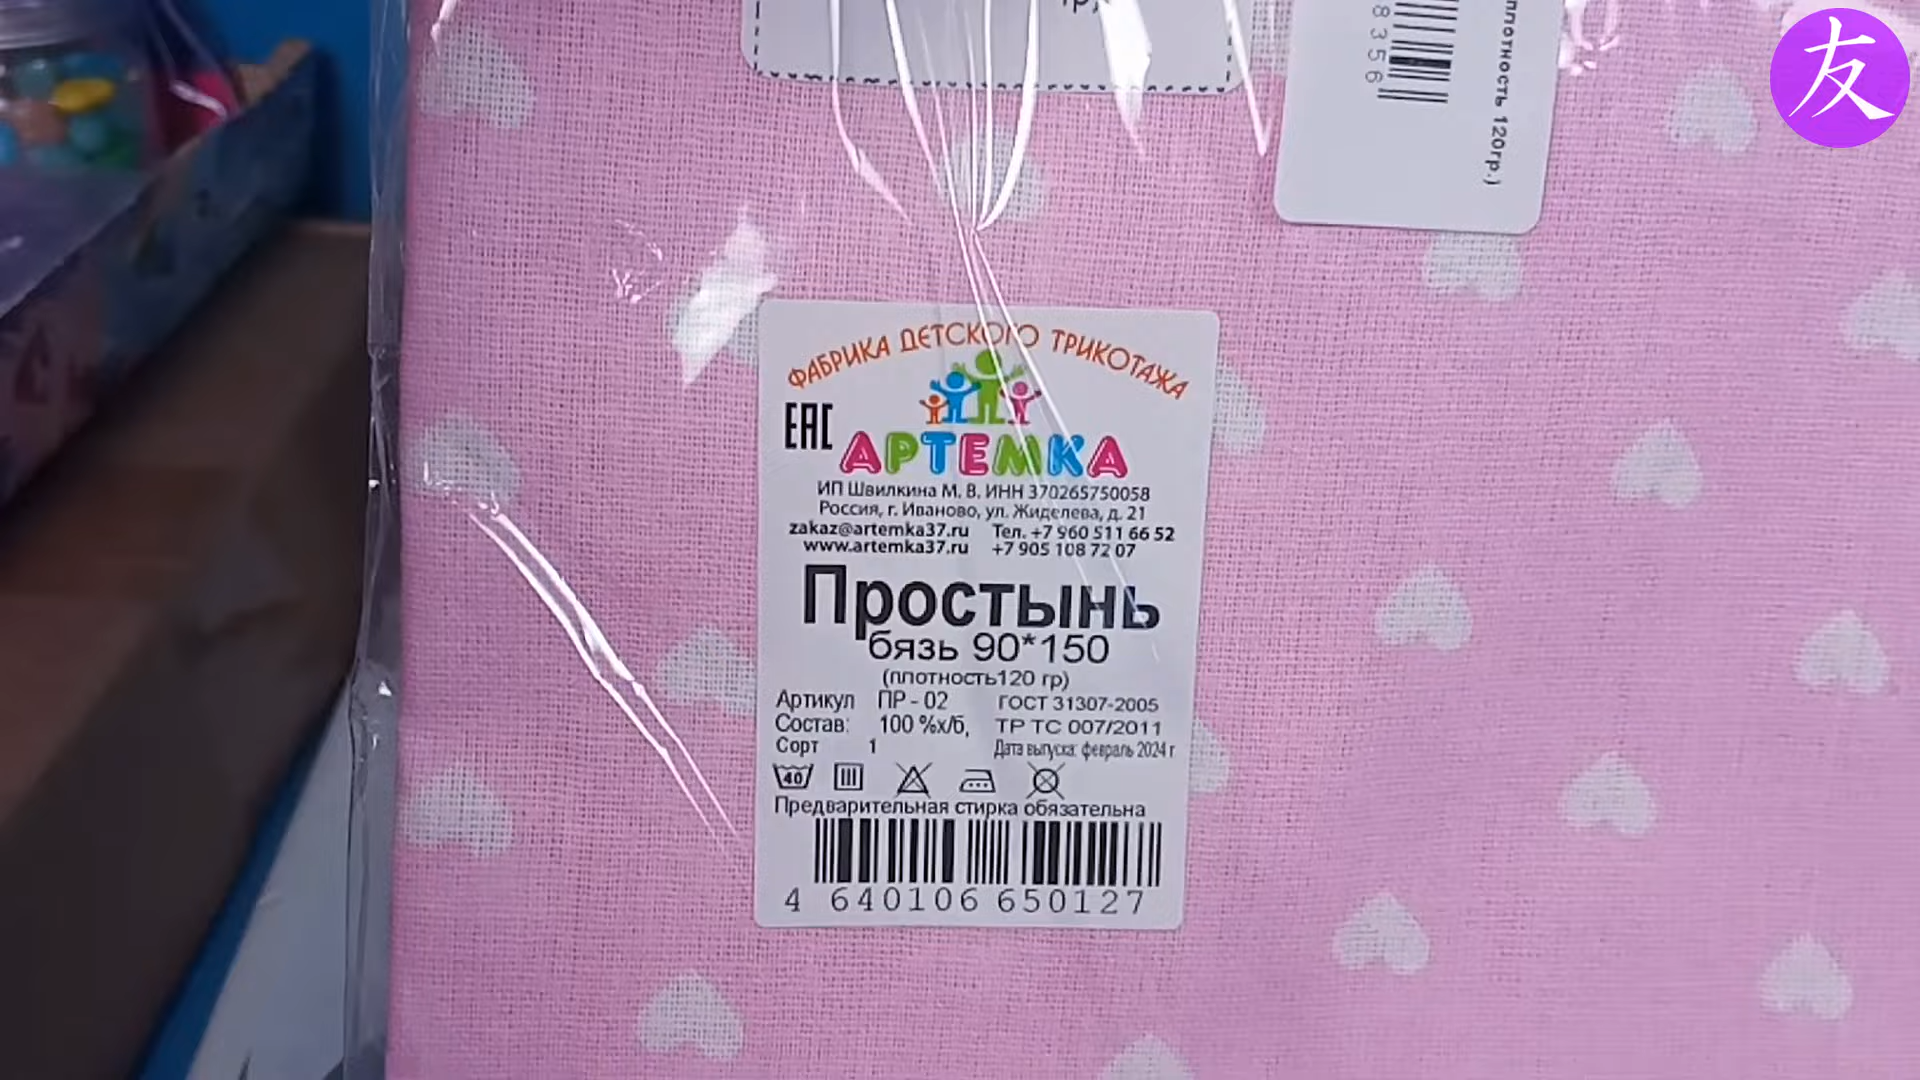 8356
плотность 120гр.)
友
ФАБРИКА ДЕТСКОГО ТРИКОТАЖА
ЕАС
АРТЕМКА
ИП Швилкина М. В. ИНН 370265750058
Россия, г. Иваново, ул. Жиделева, д. 21
zakaz@artemka37.ru Тел. +7 960 511 66 52
www.artemka37.ru +7 905 108 72 07
Простынь
бязь 90*150
(плотность120 гр)
Артикул ПР - 02 ГОСТ 31307-2005
Состав: 100 %х/б, ТР ТС 007/2011
Сорт 1 Дата выпуска: февраль 2024 г
40
Предварительная стирка обязательна
4 640106 650127